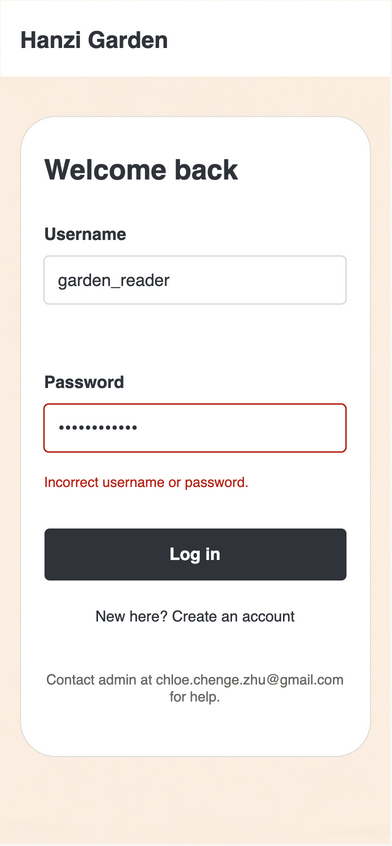 Hanzi Garden
Welcome back
Username
garden_reader
Password
••••••••••••
Incorrect username or password.
Log in
New here? Create an account
Contact admin at chloe.chenge.zhu@gmail.com
for help.